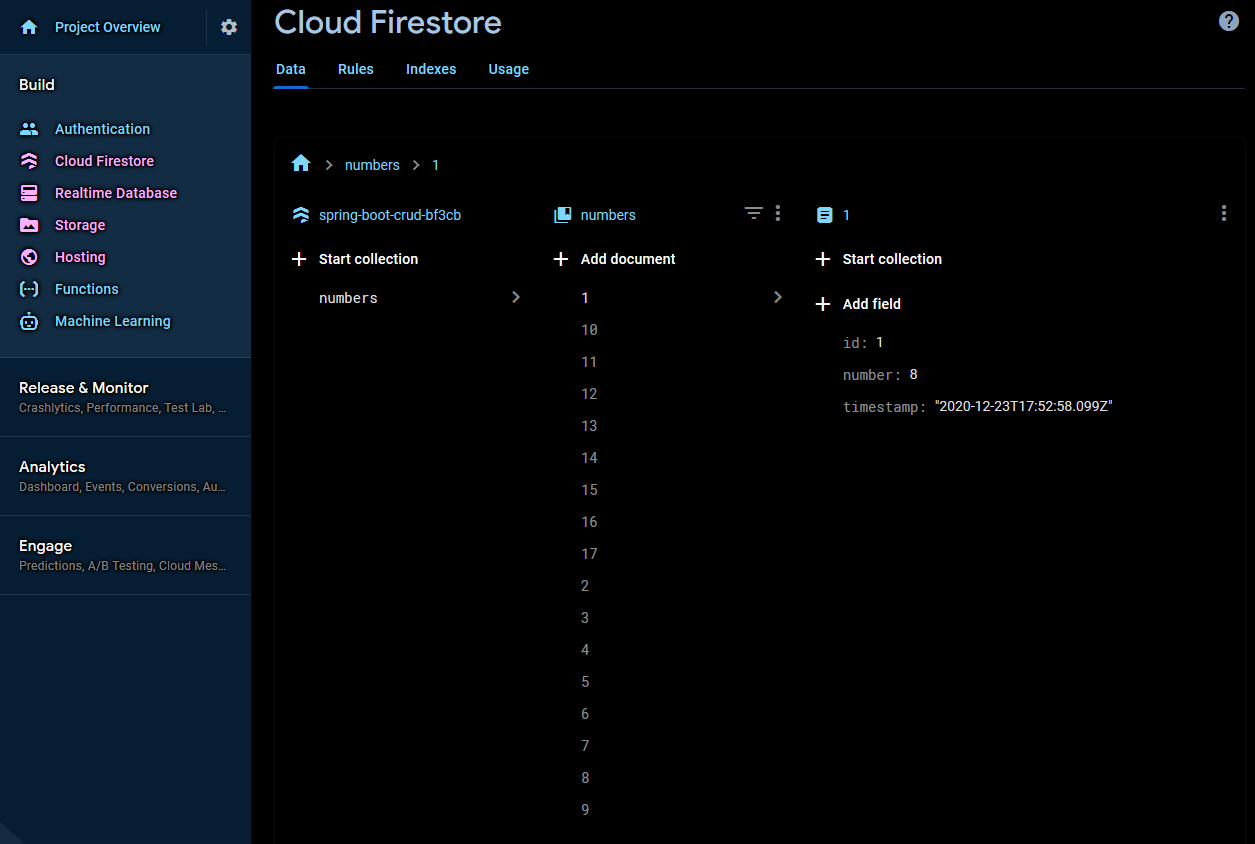 Project Overview
Build
Authentication
Cloud Firestore
Realtime Database
Storage
Hosting
Functions
Machine Learning
Release & Monitor
Crashlytics, Performance, Test Lab, ...
Analytics
Dashboard, Events, Conversions, Au...
Engage
Predictions, A/B Testing, Cloud Mes...
Cloud Firestore
Data
Rules
Indexes
Usage
numbers
1
spring-boot-crud-bf3cb
Start collection
numbers
numbers
Add document
1
10
11
12
13
14
15
16
17
2
3
4
5
6
7
8
9
1
Start collection
Add field
id: 1
number: 8
timestamp: "2020-12-23T17:52:58.099Z"